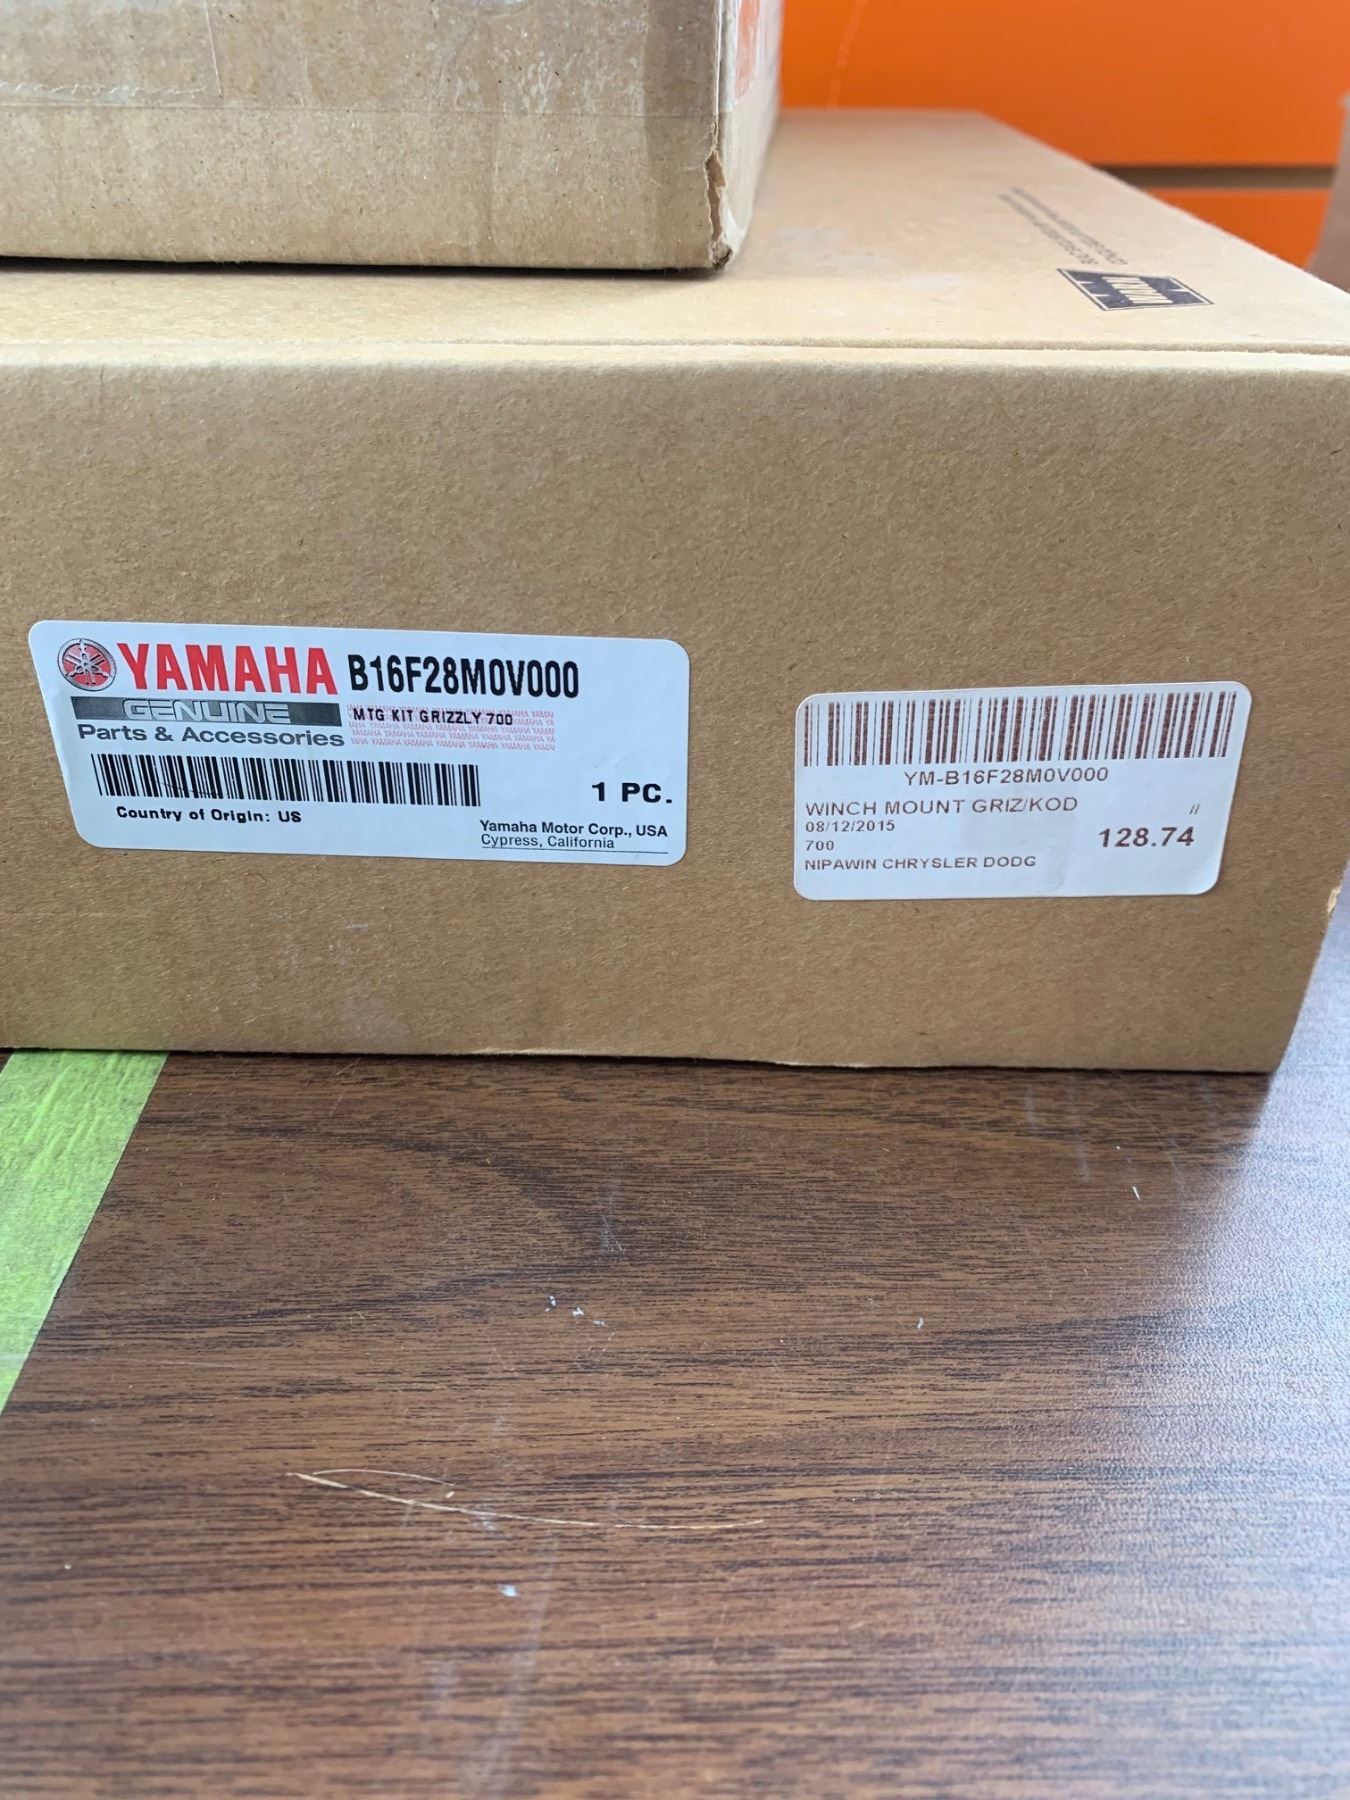 YAMAHA B16F28M0V000
GENUINE
MTG KIT GRIZZLY 700
Parts & Accessories
1 PC.
Country of Origin: US
Yamaha Motor Corp., USA
Cypress, California
YM-B16F28M0V000
WINCH MOUNT GRIZ/KOD
08/12/2015
700
128.74
NIPAWIN CHRYSLER DODG